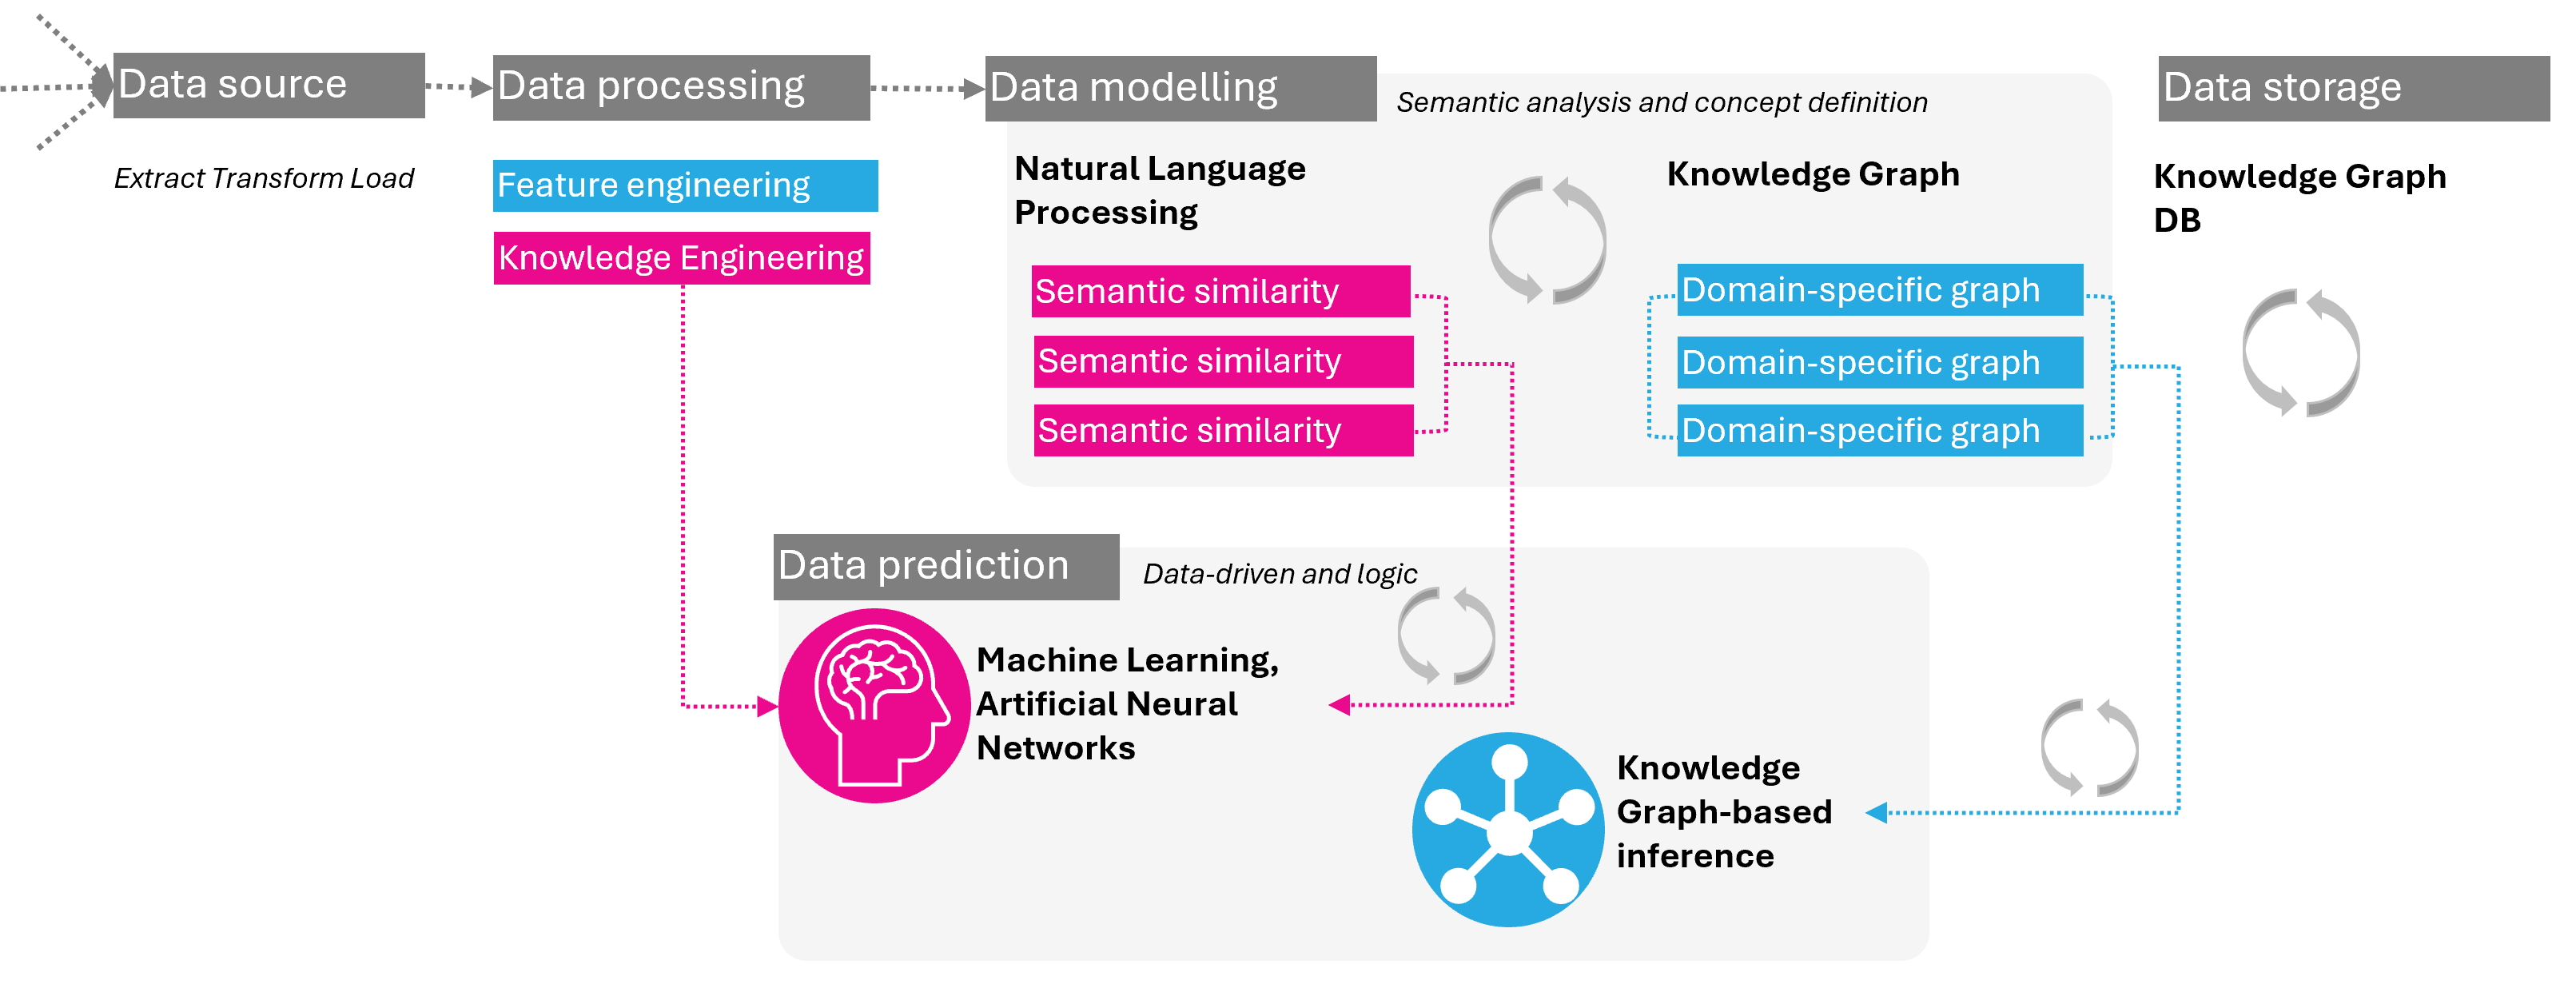 Data source
Extract Transform Load
Data processing
Feature engineering
Knowledge Engineering
Data modelling
Semantic analysis and concept definition
Natural Language
Processing
Semantic similarity
Semantic similarity
Semantic similarity
Knowledge Graph
Domain-specific graph
Domain-specific graph
Domain-specific graph
Data storage
Knowledge Graph
DB
Data prediction
Data-driven and logic
Machine Learning,
Artificial Neural
Networks
Knowledge
Graph-based
inference